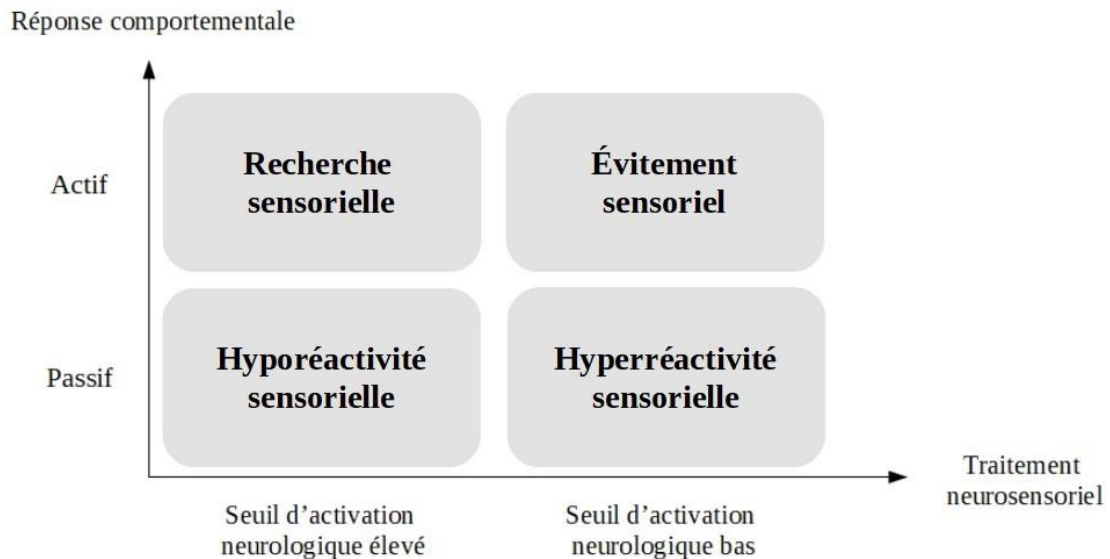 Réponse comportementale
Actif
Recherche
sensorielle
Évitement
sensoriel
Passif
Hyporéactivité
sensorielle
Hyperréactivité
sensorielle
Traitement
neurosensoriel
Seuil d’activation
neurologique élevé
Seuil d’activation
neurologique bas